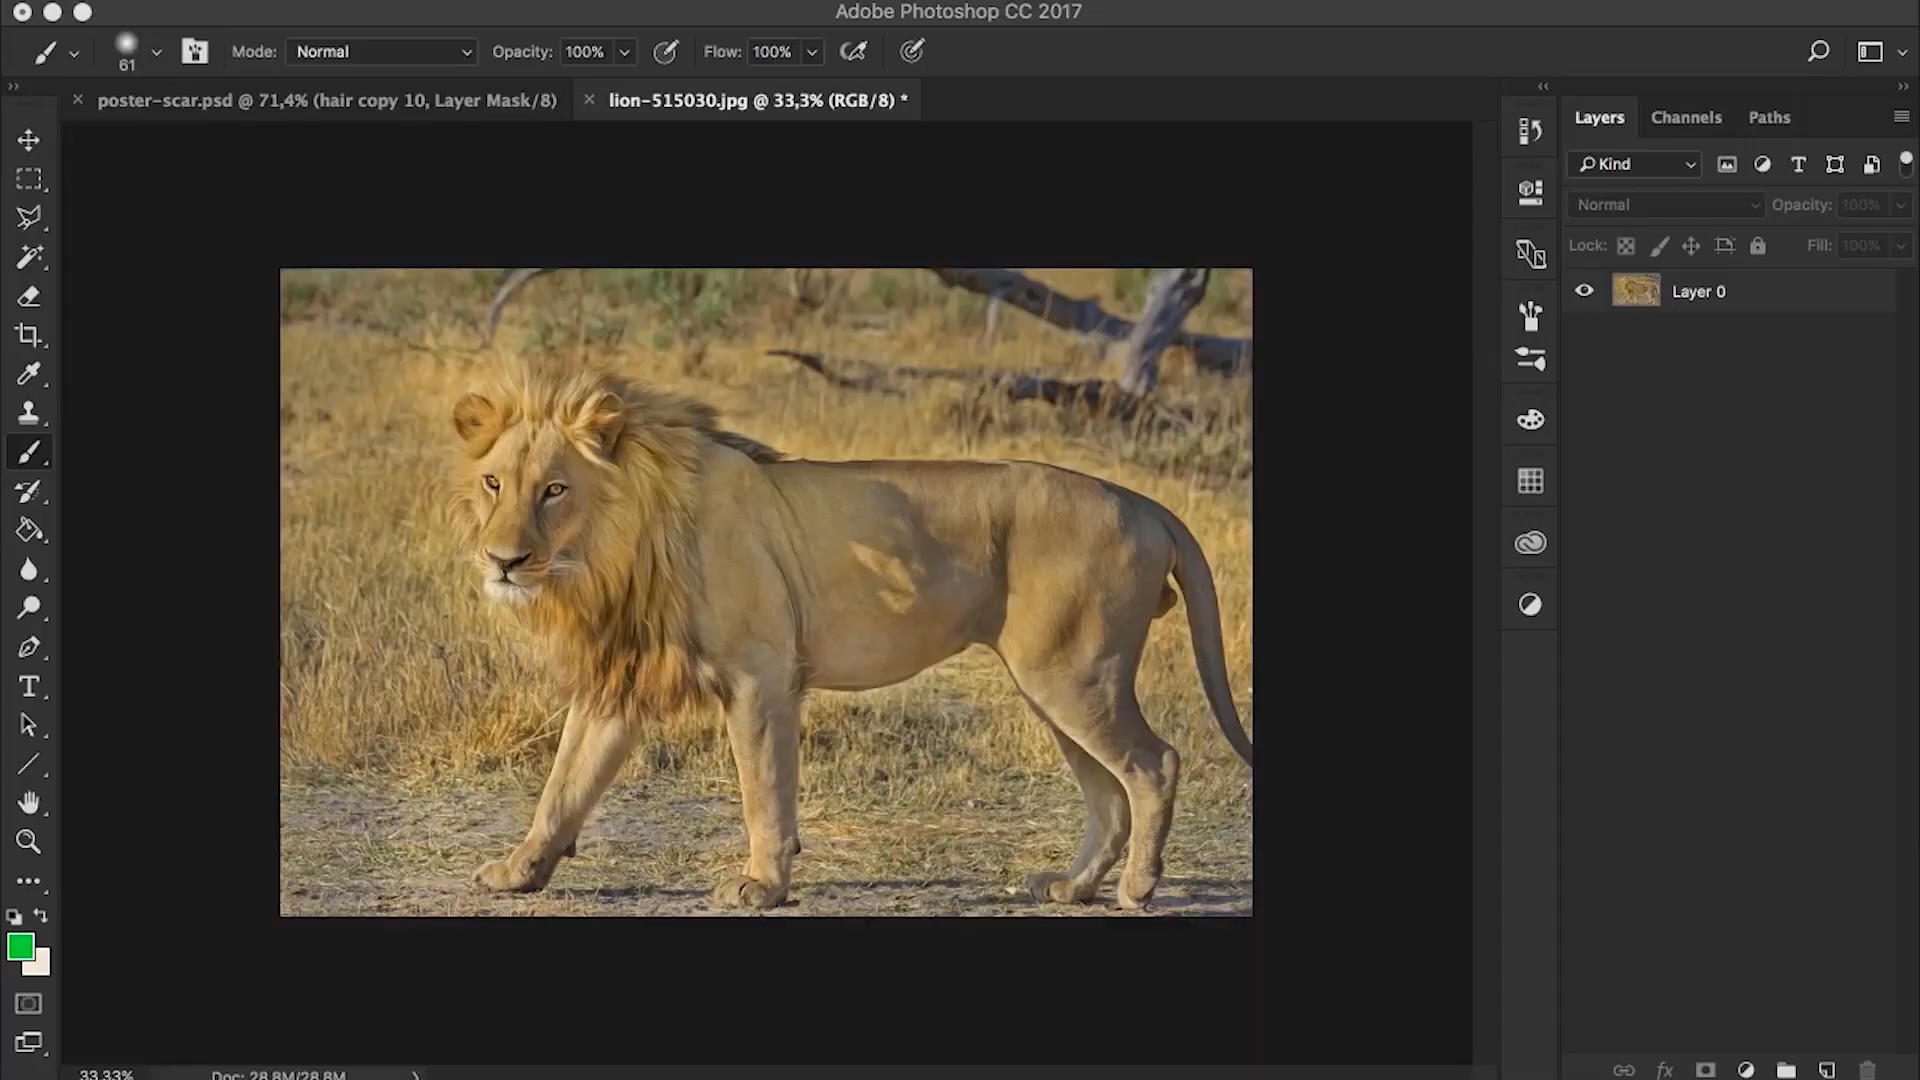 Adobe Photoshop CC 2017
61 Mode: Normal Opacity: 100% Flow: 100%
poster-scar.psd @ 71,4% (hair copy 10, Layer Mask/8) lion-515030.jpg @ 33,3% (RGB/8) *
Layers Channels Paths
Kind
Normal Opacity: 100%
Lock: Fill: 100%
Layer 0
33,33% Doc: 28,8M/28,8M